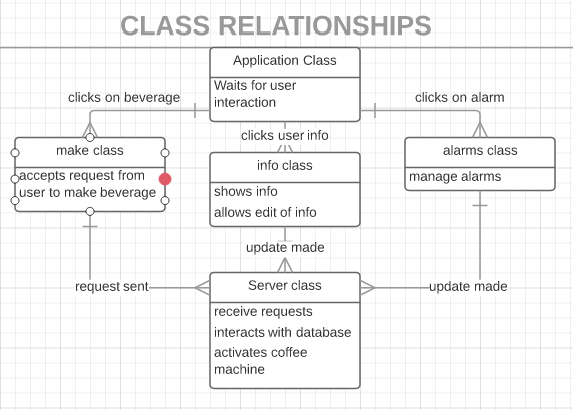 CLASS RELATIONSHIPS
Application Class
Waits for user
interaction
clicks on beverage
clicks on alarm
clicks user info
make class
accepts request from
user to make beverage
info class
shows info
allows edit of info
alarms class
manage alarms
update made
request sent
update made
Server class
receive requests
interacts with database
activates coffee
machine